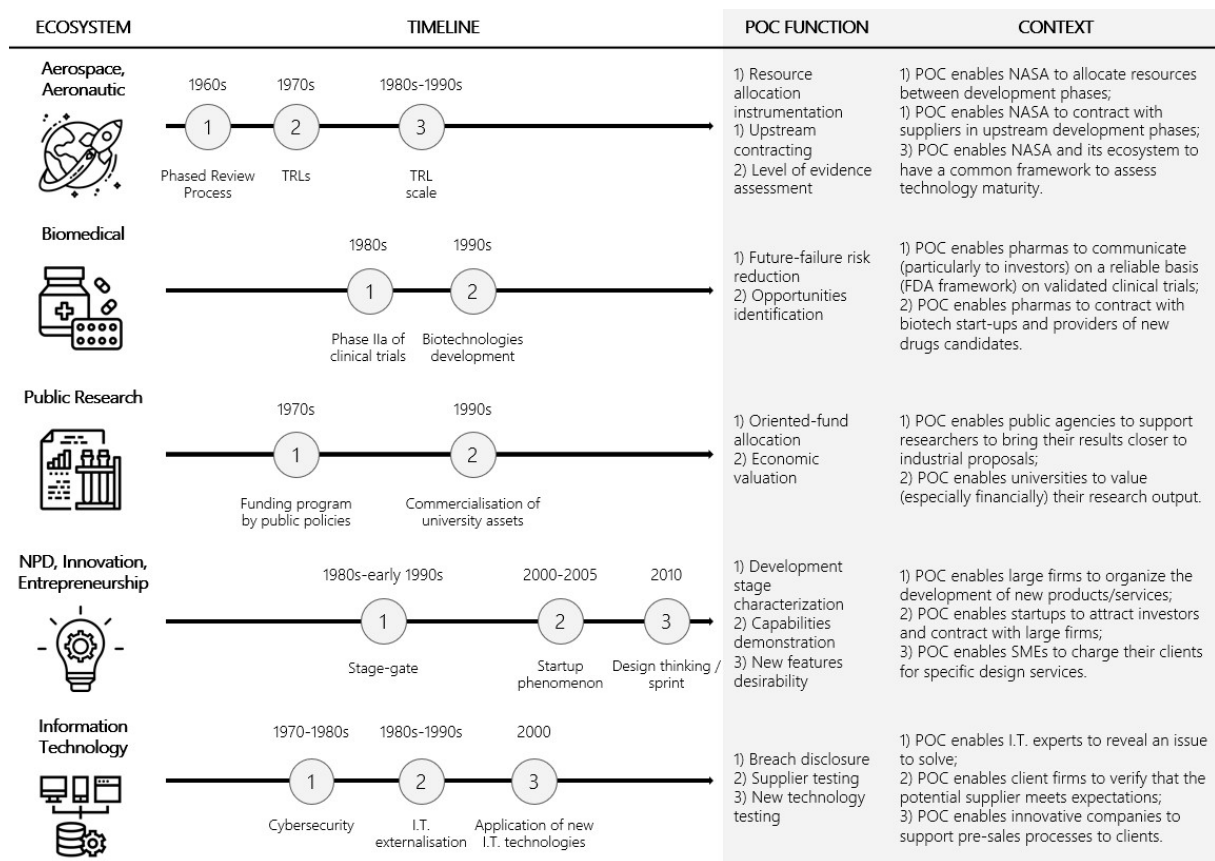 ECOSYSTEM
TIMELINE
POC FUNCTION
CONTEXT
Aerospace,
Aeronautic
1960s
1970s
1980s-1990s
1
2
3
Phased Review
Process
TRLs
TRL
scale
1) Resource
allocation
instrumentation
1) Upstream
contracting
2) Level of evidence
assessment
1) POC enables NASA to allocate resources
between development phases;
1) POC enables NASA to contract with
suppliers in upstream development phases;
3) POC enables NASA and its ecosystem to
have a common framework to assess
technology maturity.
Biomedical
1980s
1990s
1
2
Phase IIa of
clinical trials
Biotechnologies
development
1) Future-failure risk
reduction
2) Opportunities
identification
1) POC enables pharmas to communicate
(particularly to investors) on a reliable basis
(FDA framework) on validated clinical trials;
2) POC enables pharmas to contract with
biotech start-ups and providers of new
drugs candidates.
Public Research
1970s
1990s
1
2
Funding program
by public policies
Commercialisation of
university assets
1) Oriented-fund
allocation
2) Economic
valuation
1) POC enables public agencies to support
researchers to bring their results closer to
industrial proposals;
2) POC enables universities to value
(especially financially) their research output.
NPD, Innovation,
Entrepreneurship
1980s-early 1990s
2000-2005
2010
1
2
3
Stage-gate
Startup
phenomenon
Design thinking /
sprint
1) Development
stage
characterization
2) Capabilities
demonstration
3) New features
desirability
1) POC enables large firms to organize the
development of new products/services;
2) POC enables startups to attract investors
and contract with large firms;
3) POC enables SMEs to charge their clients
for specific design services.
Information
Technology
1970-1980s
1980s-1990s
2000
1
2
3
Cybersecurity
I.T.
externalisation
Application of new
I.T. technologies
1) Breach disclosure
2) Supplier testing
3) New technology
testing
1) POC enables I.T. experts to reveal an issue
to solve;
2) POC enables client firms to verify that the
potential supplier meets expectations;
3) POC enables innovative companies to
support pre-sales processes to clients.